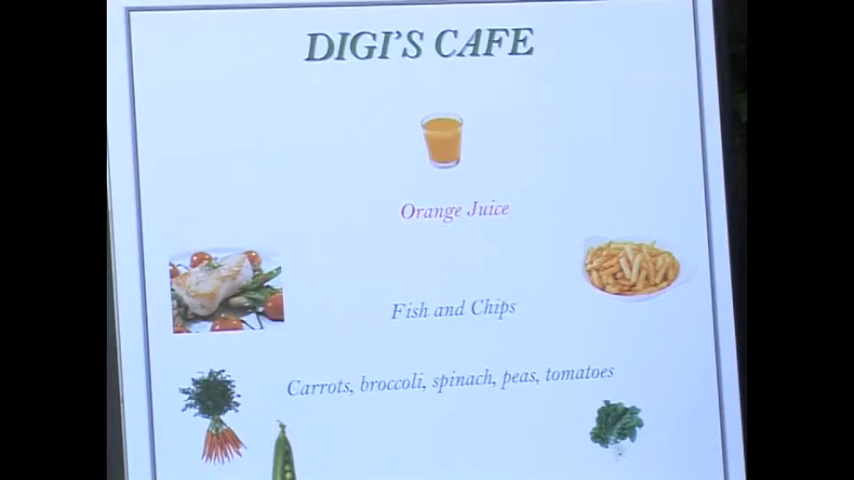 DIGI'S CAFE
Orange Juice
Fish and Chips
Carrots, broccoli, spinach, peas, tomatoes